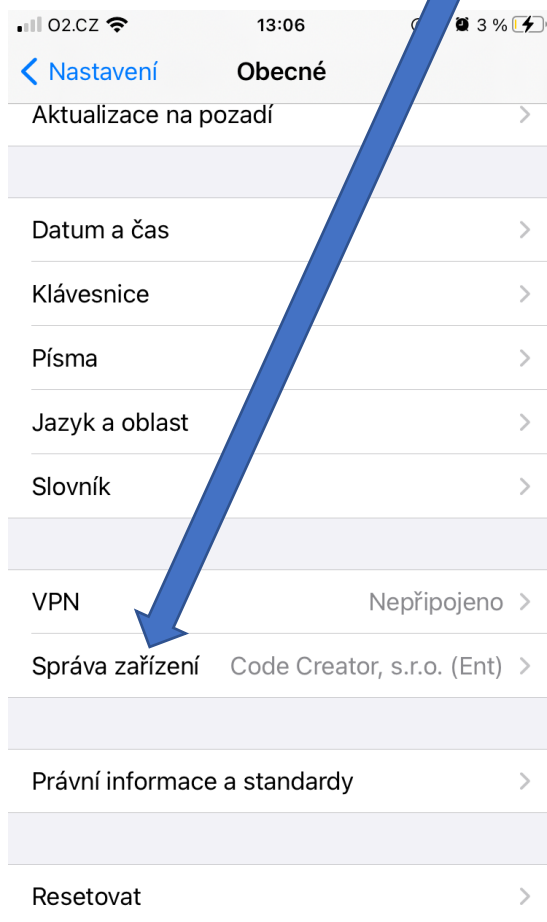 O2.CZ 13:06 3 %
Nastavení Obecné
Aktualizace na pozadí
Datum a čas
Klávesnice
Písma
Jazyk a oblast
Slovník
VPN Nepřipojeno
Správa zařízení Code Creator, s.r.o. (Ent)
Právní informace a standardy
Resetovat